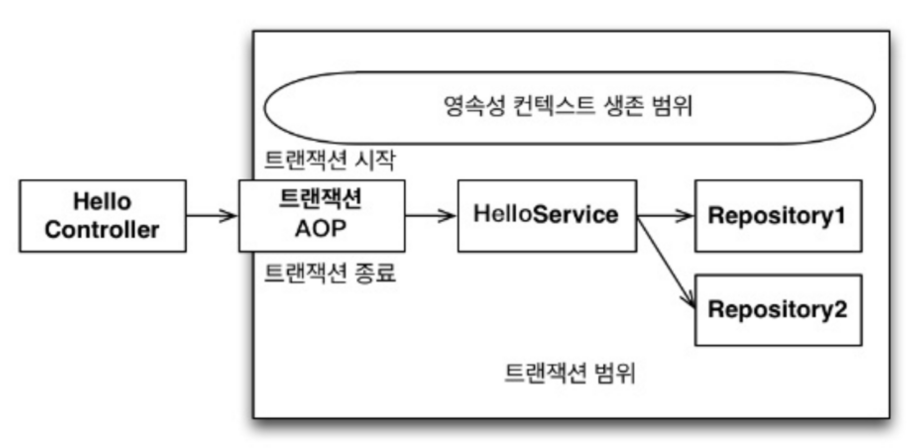 영속성 컨텍스트 생존 범위
트랜잭션 시작
Hello
Controller
트랜잭션
AOP
HelloService
Repository1
트랜잭션 종료
Repository2
트랜잭션 범위